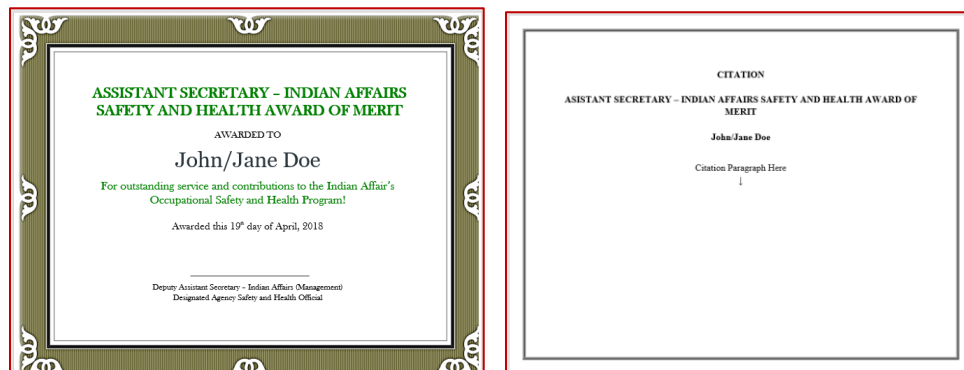 ASSISTANT SECRETARY – INDIAN AFFAIRS
SAFETY AND HEALTH AWARD OF MERIT
AWARDED TO
John/Jane Doe
For outstanding service and contributions to the Indian Affair's
Occupational Safety and Health Program!
Awarded this 19th day of April, 2018
Deputy Assistant Secretary – Indian Affairs (Management)
Designated Agency Safety and Health Official
CITATION
ASISTANT SECRETARY – INDIAN AFFAIRS SAFETY AND HEALTH AWARD OF
MERIT
John/Jane Doe
Citation Paragraph Here
↓